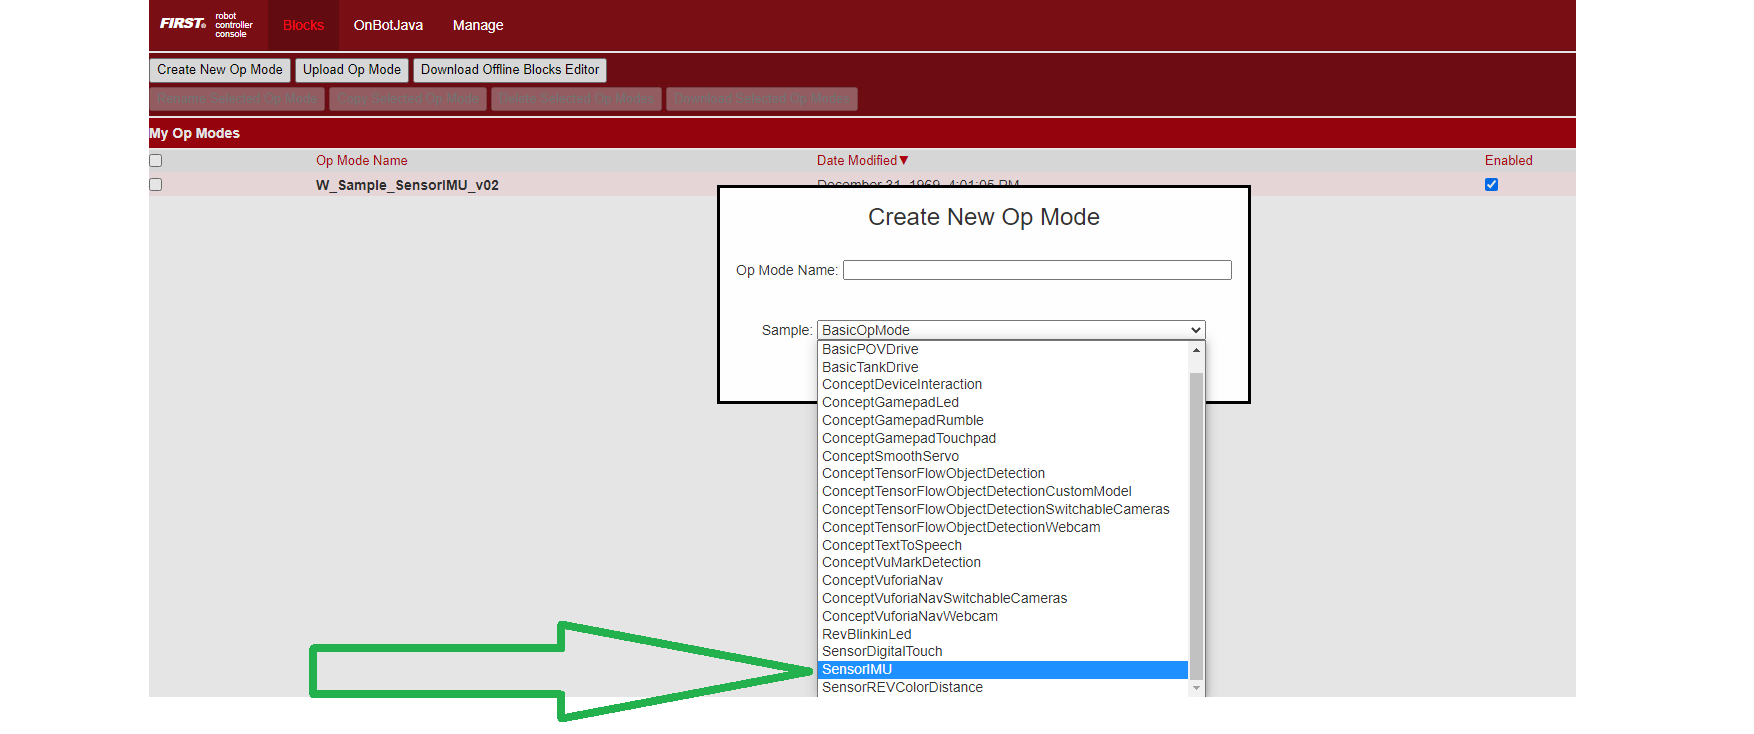 FIRST® robot controller console
Blocks OnBotJava Manage
Create New Op Mode Upload Op Mode Download Offline Blocks Editor
Rename Selected Op Mode Copy Selected Op Mode Delete Selected Op Modes Download Selected Op Modes
My Op Modes
Op Mode Name Date Modified▼ Enabled
W_Sample_SensorIMU_v02 December 31, 1969, 4:01:05 PM
Create New Op Mode
Op Mode Name:
Sample: BasicOpMode
BasicPOVDrive
BasicTankDrive
ConceptDeviceInteraction
ConceptGamepadLed
ConceptGamepadRumble
ConceptGamepadTouchpad
ConceptSmoothServo
ConceptTensorFlowObjectDetection
ConceptTensorFlowObjectDetectionCustomModel
ConceptTensorFlowObjectDetectionSwitchableCameras
ConceptTensorFlowObjectDetectionWebcam
ConceptTextToSpeech
ConceptVuMarkDetection
ConceptVuforiaNav
ConceptVuforiaNavSwitchableCameras
ConceptVuforiaNavWebcam
RevBlinkinLed
SensorDigitalTouch
SensorIMU
SensorREVColorDistance